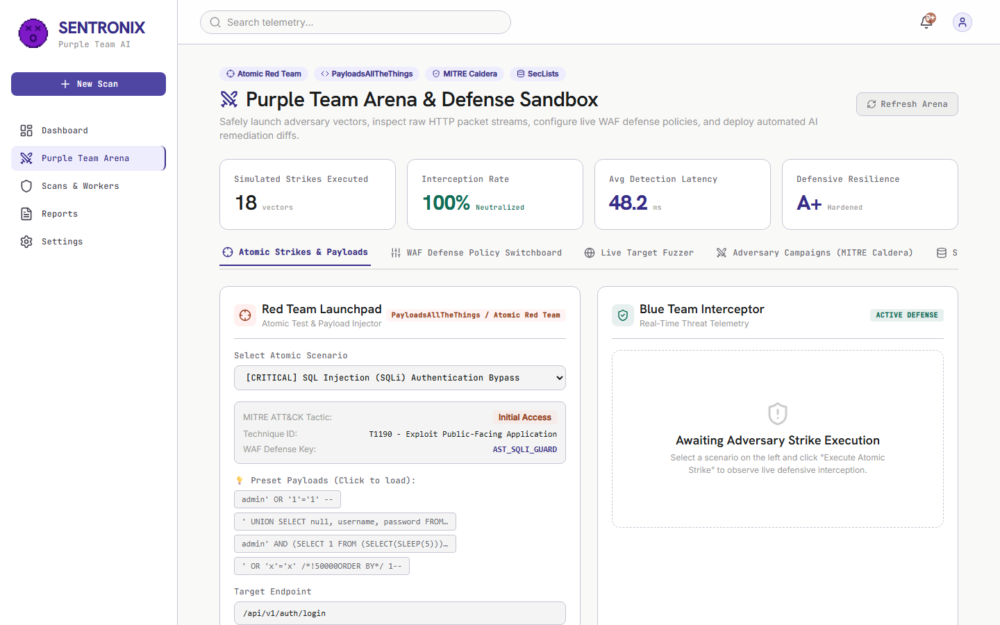 SENTRONIX
Purple Team AI
New Scan
Dashboard
Purple Team Arena
Scans & Workers
Reports
Settings
Search telemetry...
9+
Atomic Red Team
PayloadsAllTheThings
MITRE Caldera
SecLists
Purple Team Arena & Defense Sandbox
Safely launch adversary vectors, inspect raw HTTP packet streams, configure live WAF defense policies, and deploy automated AI
remediation diffs.
Refresh Arena
Simulated Strikes Executed
18 vectors
Interception Rate
100% Neutralized
Avg Detection Latency
48.2 ms
Defensive Resilience
A+ Hardened
Atomic Strikes & Payloads
WAF Defense Policy Switchboard
Live Target Fuzzer
Adversary Campaigns (MITRE Caldera)
S
Red Team Launchpad
Atomic Test & Payload Injector
PayloadsAllTheThings / Atomic Red Team
Select Atomic Scenario
[CRITICAL] SQL Injection (SQLi) Authentication Bypass
MITRE ATT&CK Tactic: Initial Access
Technique ID: T1190 - Exploit Public-Facing Application
WAF Defense Key: AST_SQLI_GUARD
💡 Preset Payloads (Click to load):
admin' OR '1'='1' --
' UNION SELECT null, username, password FROM…
admin' AND (SELECT 1 FROM (SELECT(SLEEP(5)))…
' OR 'x'='x' /*!50000ORDER BY*/ 1--
Target Endpoint
/api/v1/auth/login
Blue Team Interceptor
Real-Time Threat Telemetry
ACTIVE DEFENSE
Awaiting Adversary Strike Execution
Select a scenario on the left and click "Execute Atomic
Strike" to observe live defensive interception.